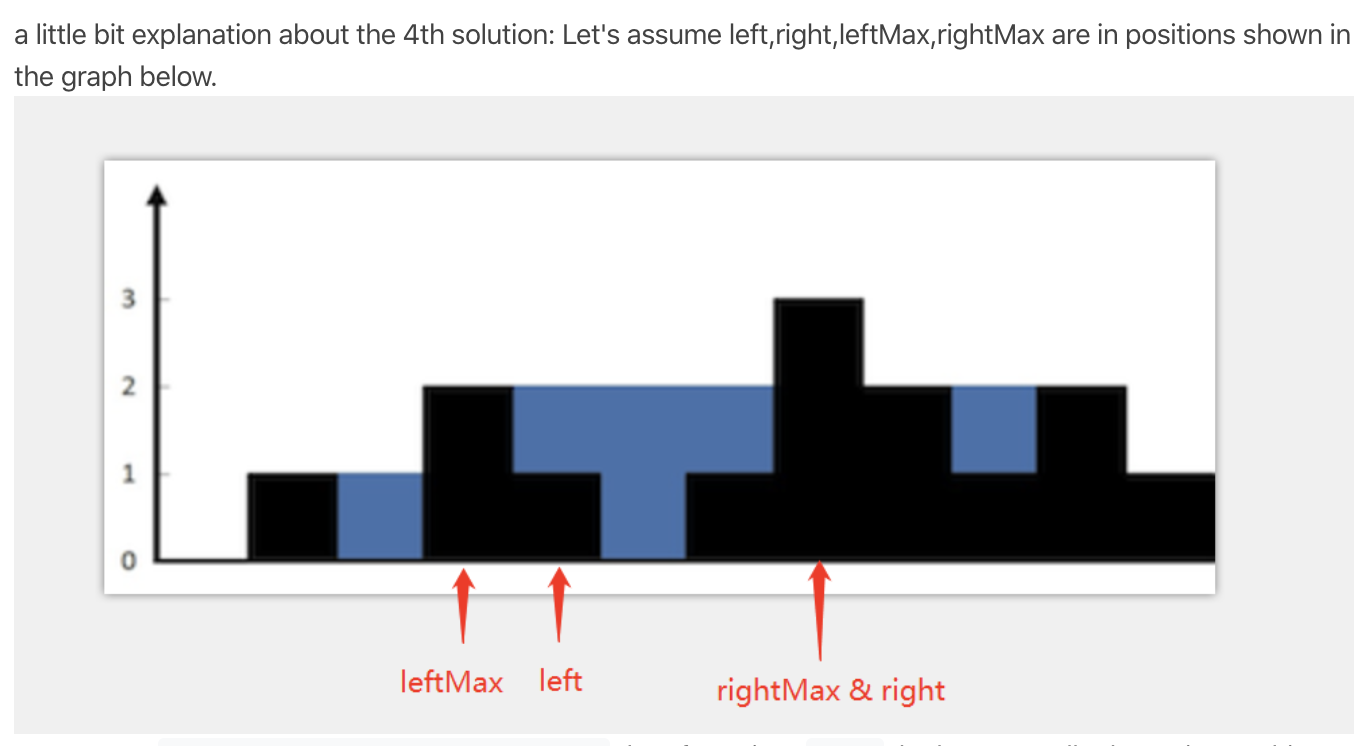 a little bit explanation about the 4th solution: Let's assume left,right,leftMax,rightMax are in positions shown in
the graph below.
3
2
1
0
leftMax left
rightMax & right